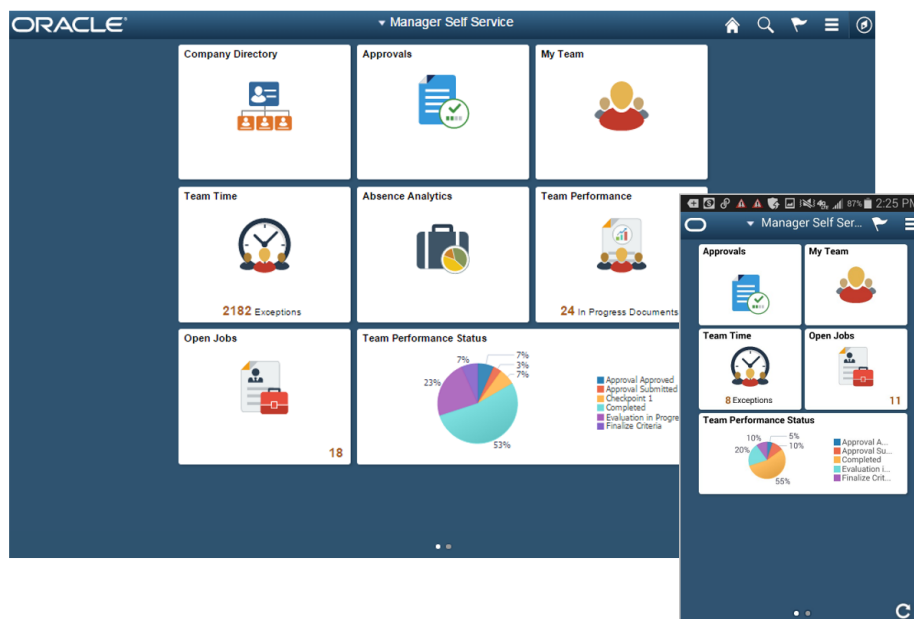 ORACLE
Manager Self Service
Company Directory
Approvals
My Team
Team Time
2182 Exceptions
Absence Analytics
Team Performance
24 In Progress Documents
Open Jobs
18
Team Performance Status
7%
7%
3%
7%
23%
53%
Approval Approved
Approval Submitted
Checkpoint 1
Completed
Evaluation in Progre
Finalize Criteria
87% 2:25 PM
Manager Self Ser...
Approvals
My Team
Team Time
8 Exceptions
Open Jobs
11
Team Performance Status
10%
5%
10%
20%
55%
Approval A...
Approval Su...
Completed
Evaluation i...
Finalize Crit...